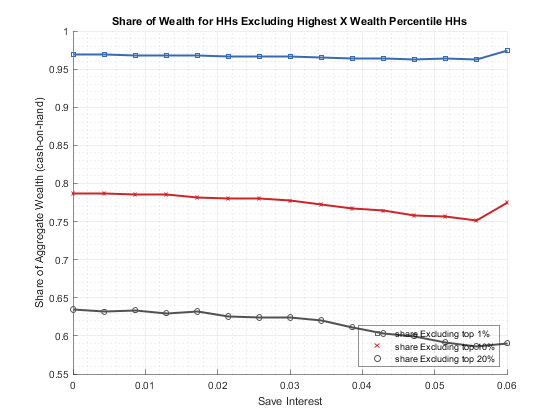 Share of Wealth for HHs Excluding Highest X Wealth Percentile HHs
1
0.95
0.9
0.85
0.8
0.75
0.7
0.65
0.6
0.55
Share of Aggregate Wealth (cash-on-hand)
share Excluding top 1%
share Excluding top 10%
share Excluding top 20%
0
0.01
0.02
0.03
0.04
0.05
0.06
Save Interest